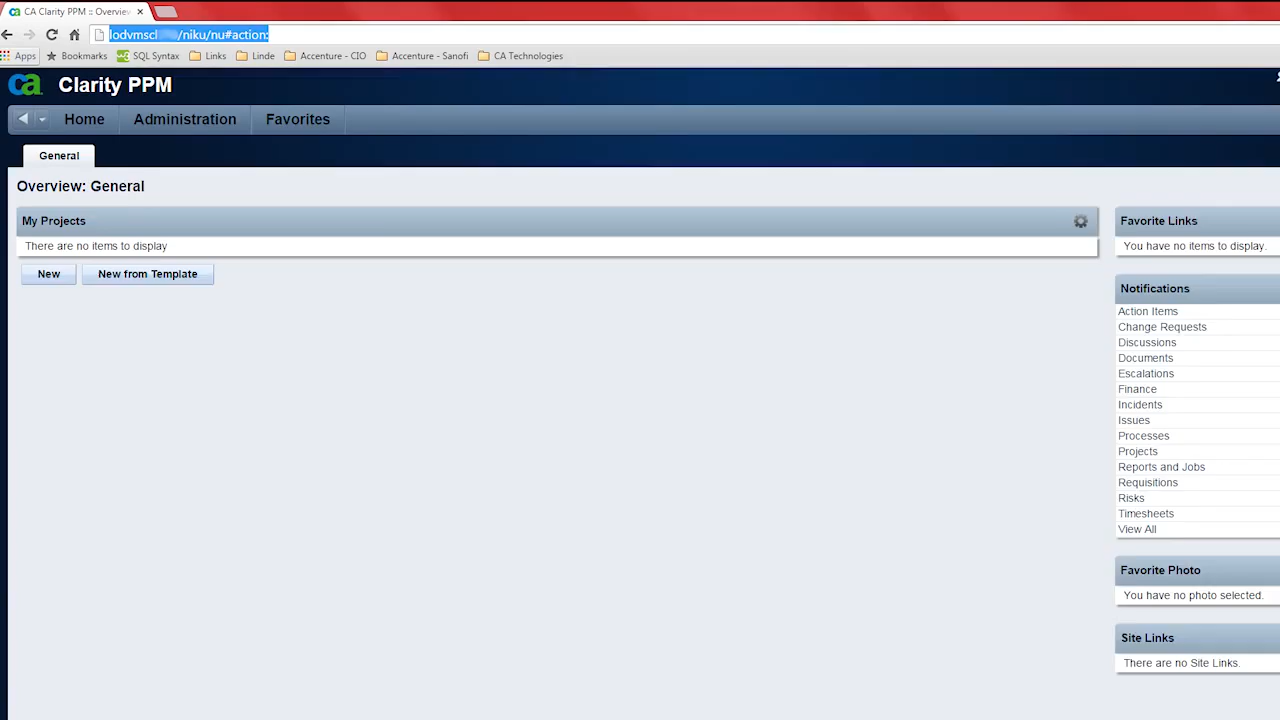 CA Clarity PPM :: Overview
/niku/nu#action:
Apps Bookmarks SQL Syntax Links Linde Accenture - CIO Accenture - Sanofi CA Technologies
ca Clarity PPM
Home Administration Favorites
General
Overview: General
My Projects
There are no items to display
New New from Template
Favorite Links
You have no items to display.
Notifications
Action Items
Change Requests
Discussions
Documents
Escalations
Finance
Incidents
Issues
Processes
Projects
Reports and Jobs
Requisitions
Risks
Timesheets
View All
Favorite Photo
You have no photo selected.
Site Links
There are no Site Links.